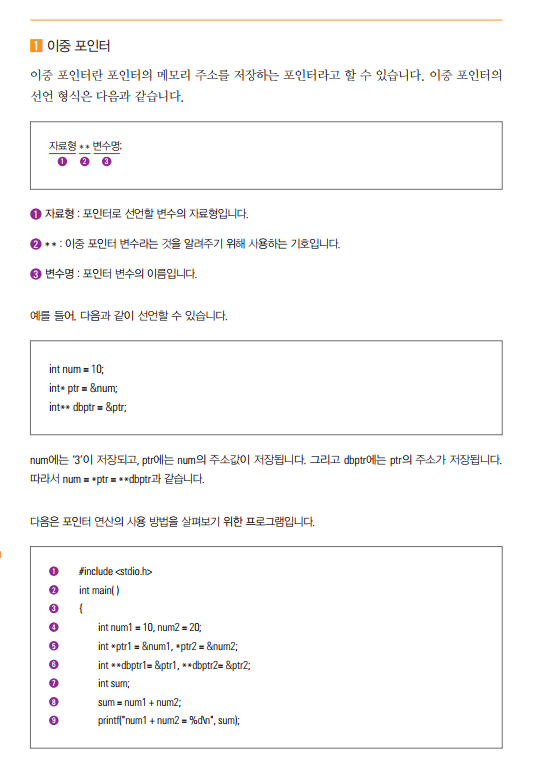 1 이중 포인터
이중 포인터란 포인터의 메모리 주소를 저장하는 포인터라고 할 수 있습니다. 이중 포인터의
선언 형식은 다음과 같습니다.
자료형 ** 변수명;
❶ ❷ ❸
❶ 자료형 : 포인터로 선언할 변수의 자료형입니다.
❷ ** : 이중 포인터 변수라는 것을 알려주기 위해 사용하는 기호입니다.
❸ 변수명 : 포인터 변수의 이름입니다.
예를 들어, 다음과 같이 선언할 수 있습니다.
int num = 10;
int* ptr = &num;
int** dbptr = &ptr;
num에는 '3'이 저장되고, ptr에는 num의 주소값이 저장됩니다. 그리고 dbptr에는 ptr의 주소가 저장됩니다.
따라서 num = *ptr = **dbptr과 같습니다.
다음은 포인터 연산의 사용 방법을 살펴보기 위한 프로그램입니다.
❶ #include <stdio.h>
❷ int main( )
❸ {
❹ int num1 = 10, num2 = 20;
❺ int *ptr1 = &num1, *ptr2 = &num2;
❻ int **dbptr1= &ptr1, **dbptr2= &ptr2;
❼ int sum;
❽ sum = num1 + num2;
❾ printf("num1 + num2 = %d\n", sum);